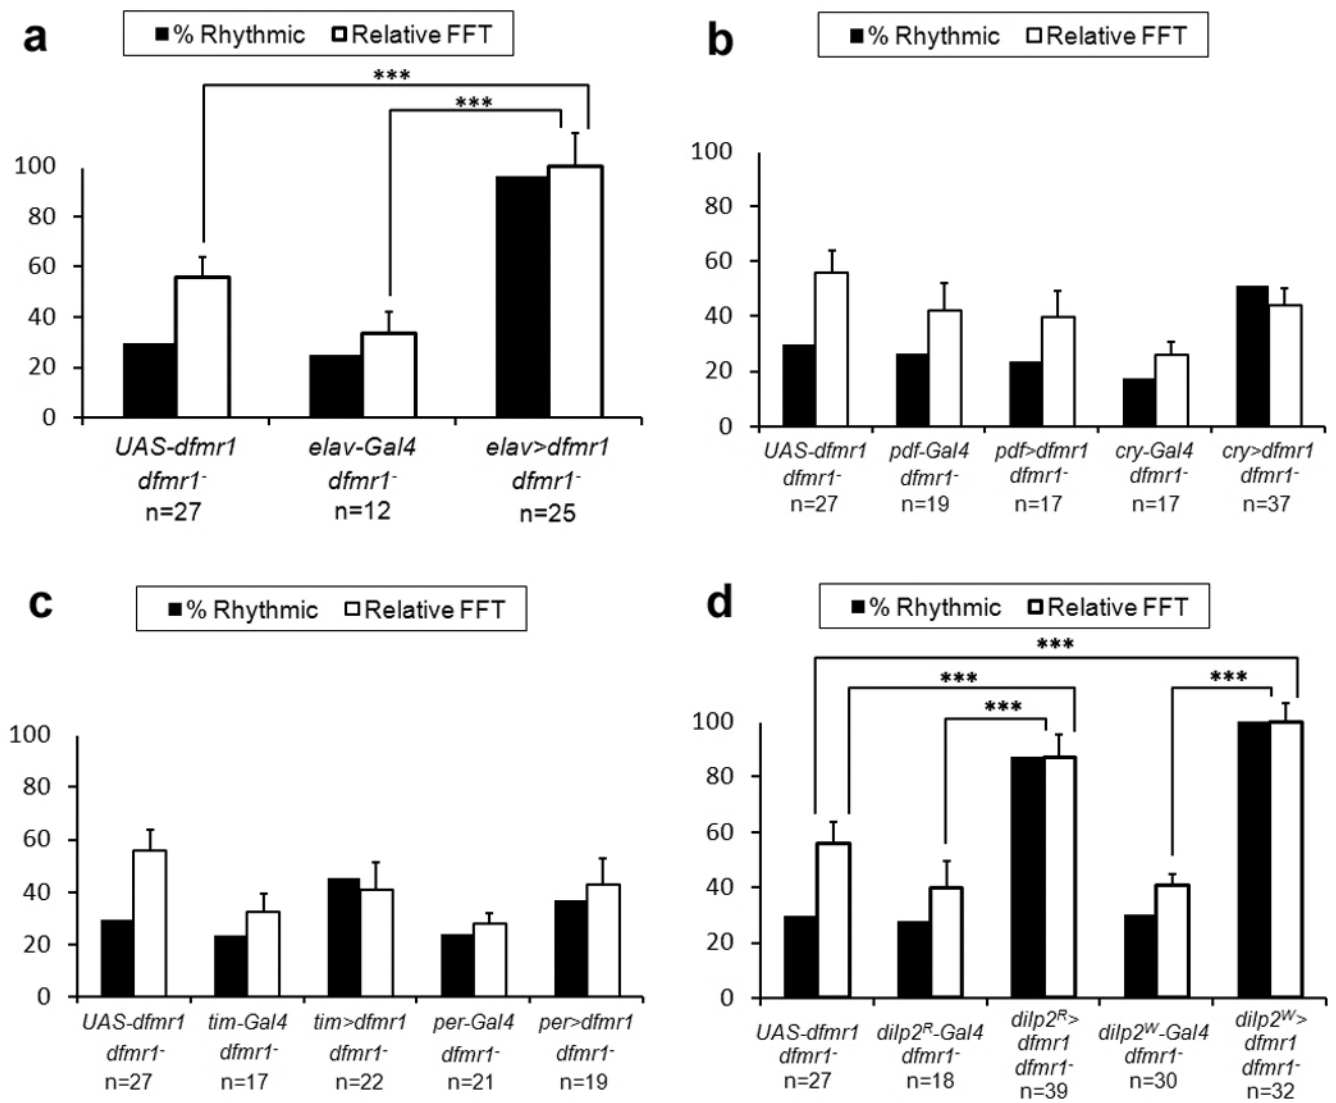 a
% Rhythmic Relative FFT
***
***
100
80
60
40
20
0
UAS-dfmr1 elav-Gal4 elav>dfmr1
dfmr1- dfmr1- dfmr1-
n=27 n=12 n=25
b
% Rhythmic Relative FFT
100
80
60
40
20
0
UAS-dfmr1 pdf-Gal4 pdf>dfmr1 cry-Gal4 cry>dfmr1
dfmr1- dfmr1- dfmr1- dfmr1- dfmr1-
n=27 n=19 n=17 n=17 n=37
c
% Rhythmic Relative FFT
100
80
60
40
20
0
UAS-dfmr1 tim-Gal4 tim>dfmr1 per-Gal4 per>dfmr1
dfmr1- dfmr1- dfmr1- dfmr1- dfmr1-
n=27 n=17 n=22 n=21 n=19
d
% Rhythmic Relative FFT
***
*** ***
***
100
80
60
40
20
0
UAS-dfmr1
dfmr1-
n=27
dilp2R-Gal4
dfmr1-
n=18
dilp2R>
dfmr1
dfmr1-
n=39
dilp2W-Gal4
dfmr1-
n=30
dilp2W>
dfmr1
dfmr1-
n=32